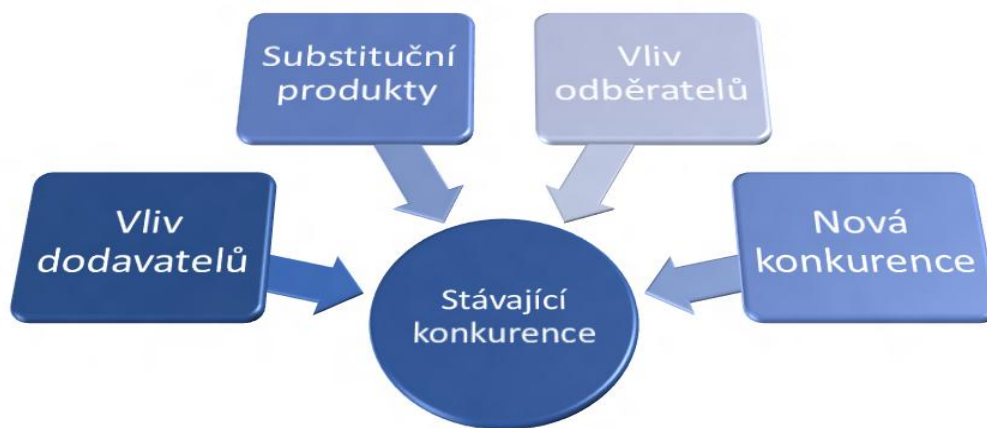 Substituční
produkty
Vliv
odběratelů
Vliv
dodavatelů
Nová
konkurence
Stávající
konkurence